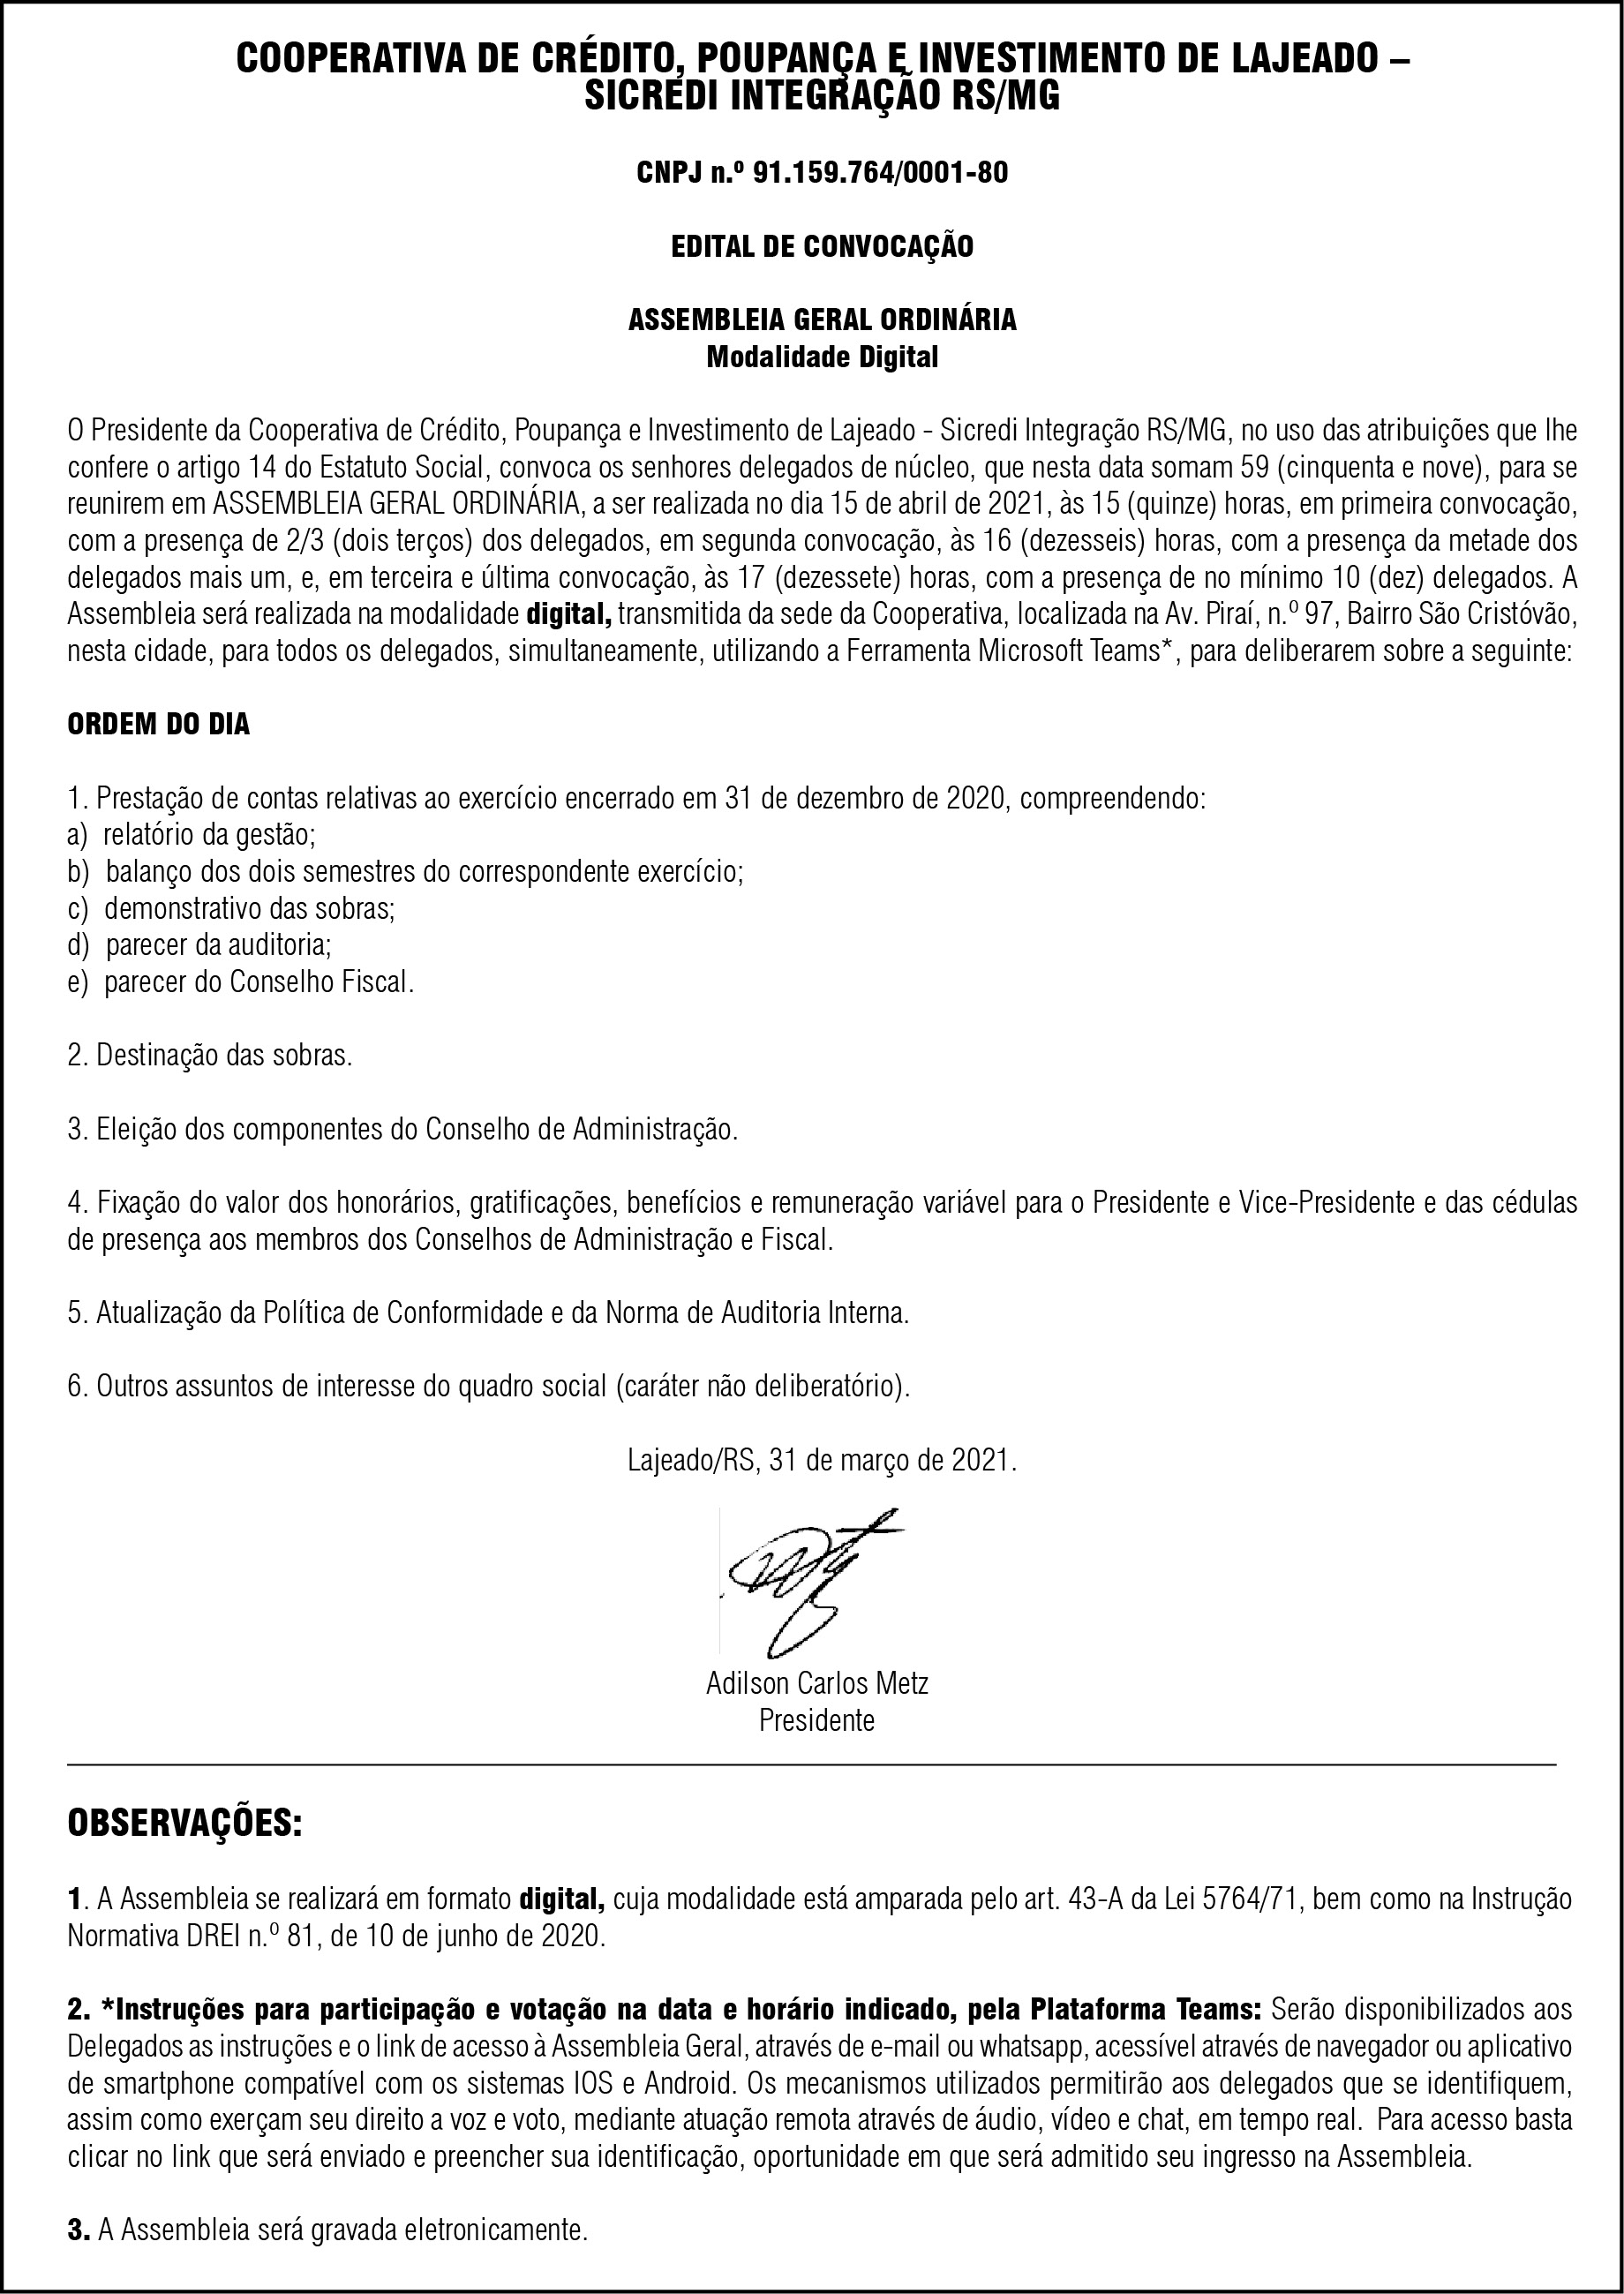 COOPERATIVA DE CRÉDITO, POUPANÇA E INVESTIMENTO DE LAJEADO –
SICREDI INTEGRAÇÃO RS/MG
CNPJ n.º 91.159.764/0001-80
EDITAL DE CONVOCAÇÃO
ASSEMBLEIA GERAL ORDINÁRIA
Modalidade Digital
O Presidente da Cooperativa de Crédito, Poupança e Investimento de Lajeado - Sicredi Integração RS/MG, no uso das atribuições que lhe
confere o artigo 14 do Estatuto Social, convoca os senhores delegados de núcleo, que nesta data somam 59 (cinquenta e nove), para se
reunirem em ASSEMBLEIA GERAL ORDINÁRIA, a ser realizada no dia 15 de abril de 2021, às 15 (quinze) horas, em primeira convocação,
com a presença de 2/3 (dois terços) dos delegados, em segunda convocação, às 16 (dezesseis) horas, com a presença da metade dos
delegados mais um, e, em terceira e última convocação, às 17 (dezessete) horas, com a presença de no mínimo 10 (dez) delegados. A
Assembleia será realizada na modalidade digital, transmitida da sede da Cooperativa, localizada na Av. Piraí, n.º 97, Bairro São Cristóvão,
nesta cidade, para todos os delegados, simultaneamente, utilizando a Ferramenta Microsoft Teams*, para deliberarem sobre a seguinte:
ORDEM DO DIA
1. Prestação de contas relativas ao exercício encerrado em 31 de dezembro de 2020, compreendendo:
a) relatório da gestão;
b) balanço dos dois semestres do correspondente exercício;
c) demonstrativo das sobras;
d) parecer da auditoria;
e) parecer do Conselho Fiscal.
2. Destinação das sobras.
3. Eleição dos componentes do Conselho de Administração.
4. Fixação do valor dos honorários, gratificações, benefícios e remuneração variável para o Presidente e Vice-Presidente e das cédulas
de presença aos membros dos Conselhos de Administração e Fiscal.
5. Atualização da Política de Conformidade e da Norma de Auditoria Interna.
6. Outros assuntos de interesse do quadro social (caráter não deliberatório).
Lajeado/RS, 31 de março de 2021.
Adilson Carlos Metz
Presidente
OBSERVAÇÕES:
1. A Assembleia se realizará em formato digital, cuja modalidade está amparada pelo art. 43-A da Lei 5764/71, bem como na Instrução
Normativa DREI n.º 81, de 10 de junho de 2020.
2. *Instruções para participação e votação na data e horário indicado, pela Plataforma Teams: Serão disponibilizados aos
Delegados as instruções e o link de acesso à Assembleia Geral, através de e-mail ou whatsapp, acessível através de navegador ou aplicativo
de smartphone compatível com os sistemas IOS e Android. Os mecanismos utilizados permitirão aos delegados que se identifiquem,
assim como exerçam seu direito a voz e voto, mediante atuação remota através de áudio, vídeo e chat, em tempo real. Para acesso basta
clicar no link que será enviado e preencher sua identificação, oportunidade em que será admitido seu ingresso na Assembleia.
3. A Assembleia será gravada eletronicamente.